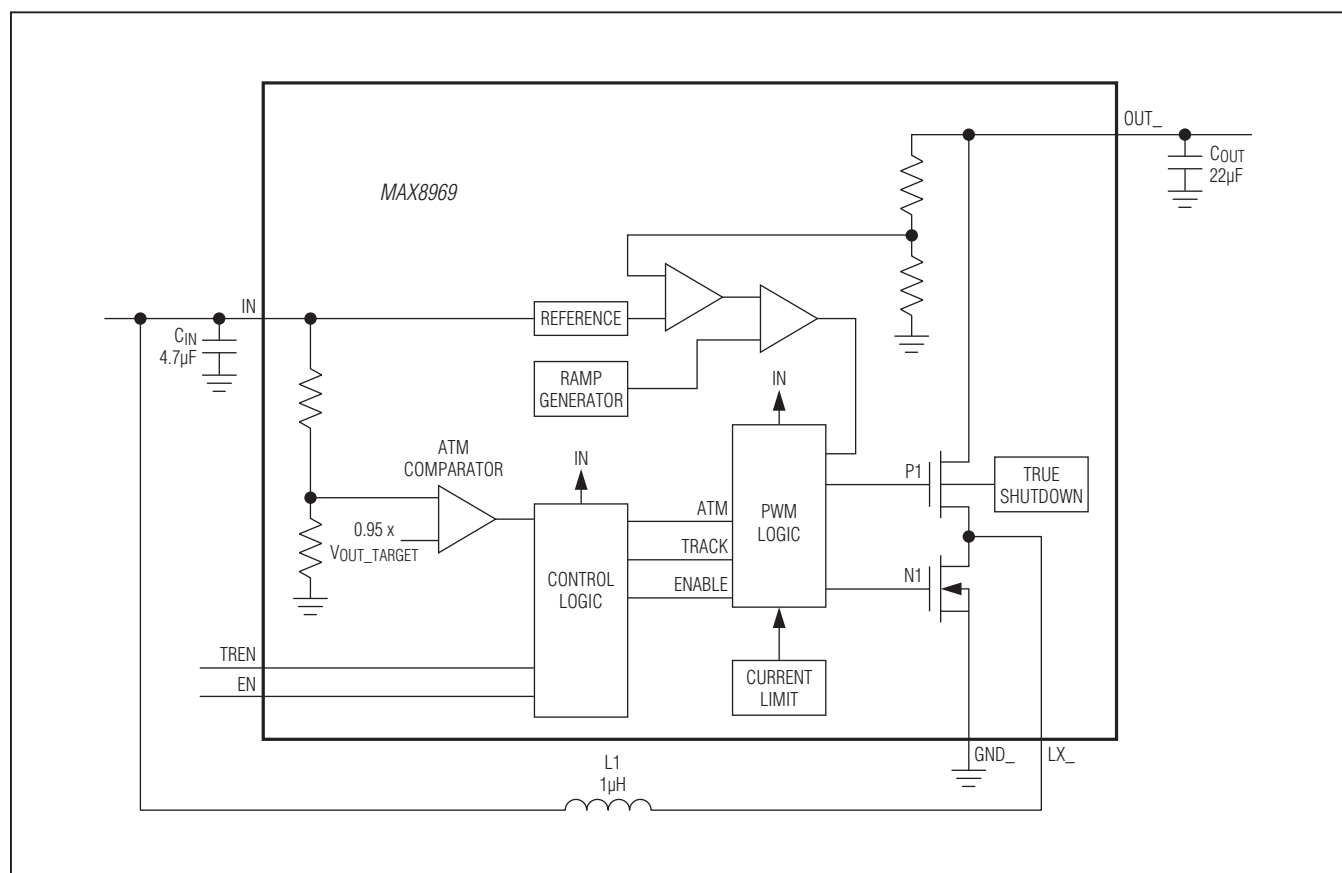 OUT_
COUT
22µF
MAX8969
IN
CIN
4.7µF
REFERENCE
RAMP
GENERATOR
IN
ATM
COMPARATOR
IN
0.95 x
VOUT_TARGET
CONTROL
LOGIC
ATM
TRACK
ENABLE
PWM
LOGIC
P1
TRUE
SHUTDOWN
N1
CURRENT
LIMIT
TREN
EN
GND_
LX_
L1
1µH